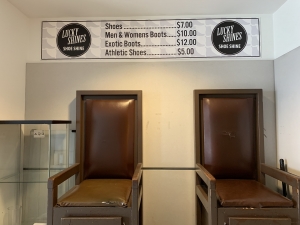 LUCKY SHINES
SHOE SHINE
Shoes..................$7.00
Men & Womens Boots....$10.00
Exotic Boots..........$12.00
Athletic Shoes.........$5.00
LUCKY SHINES
SHOE SHINE